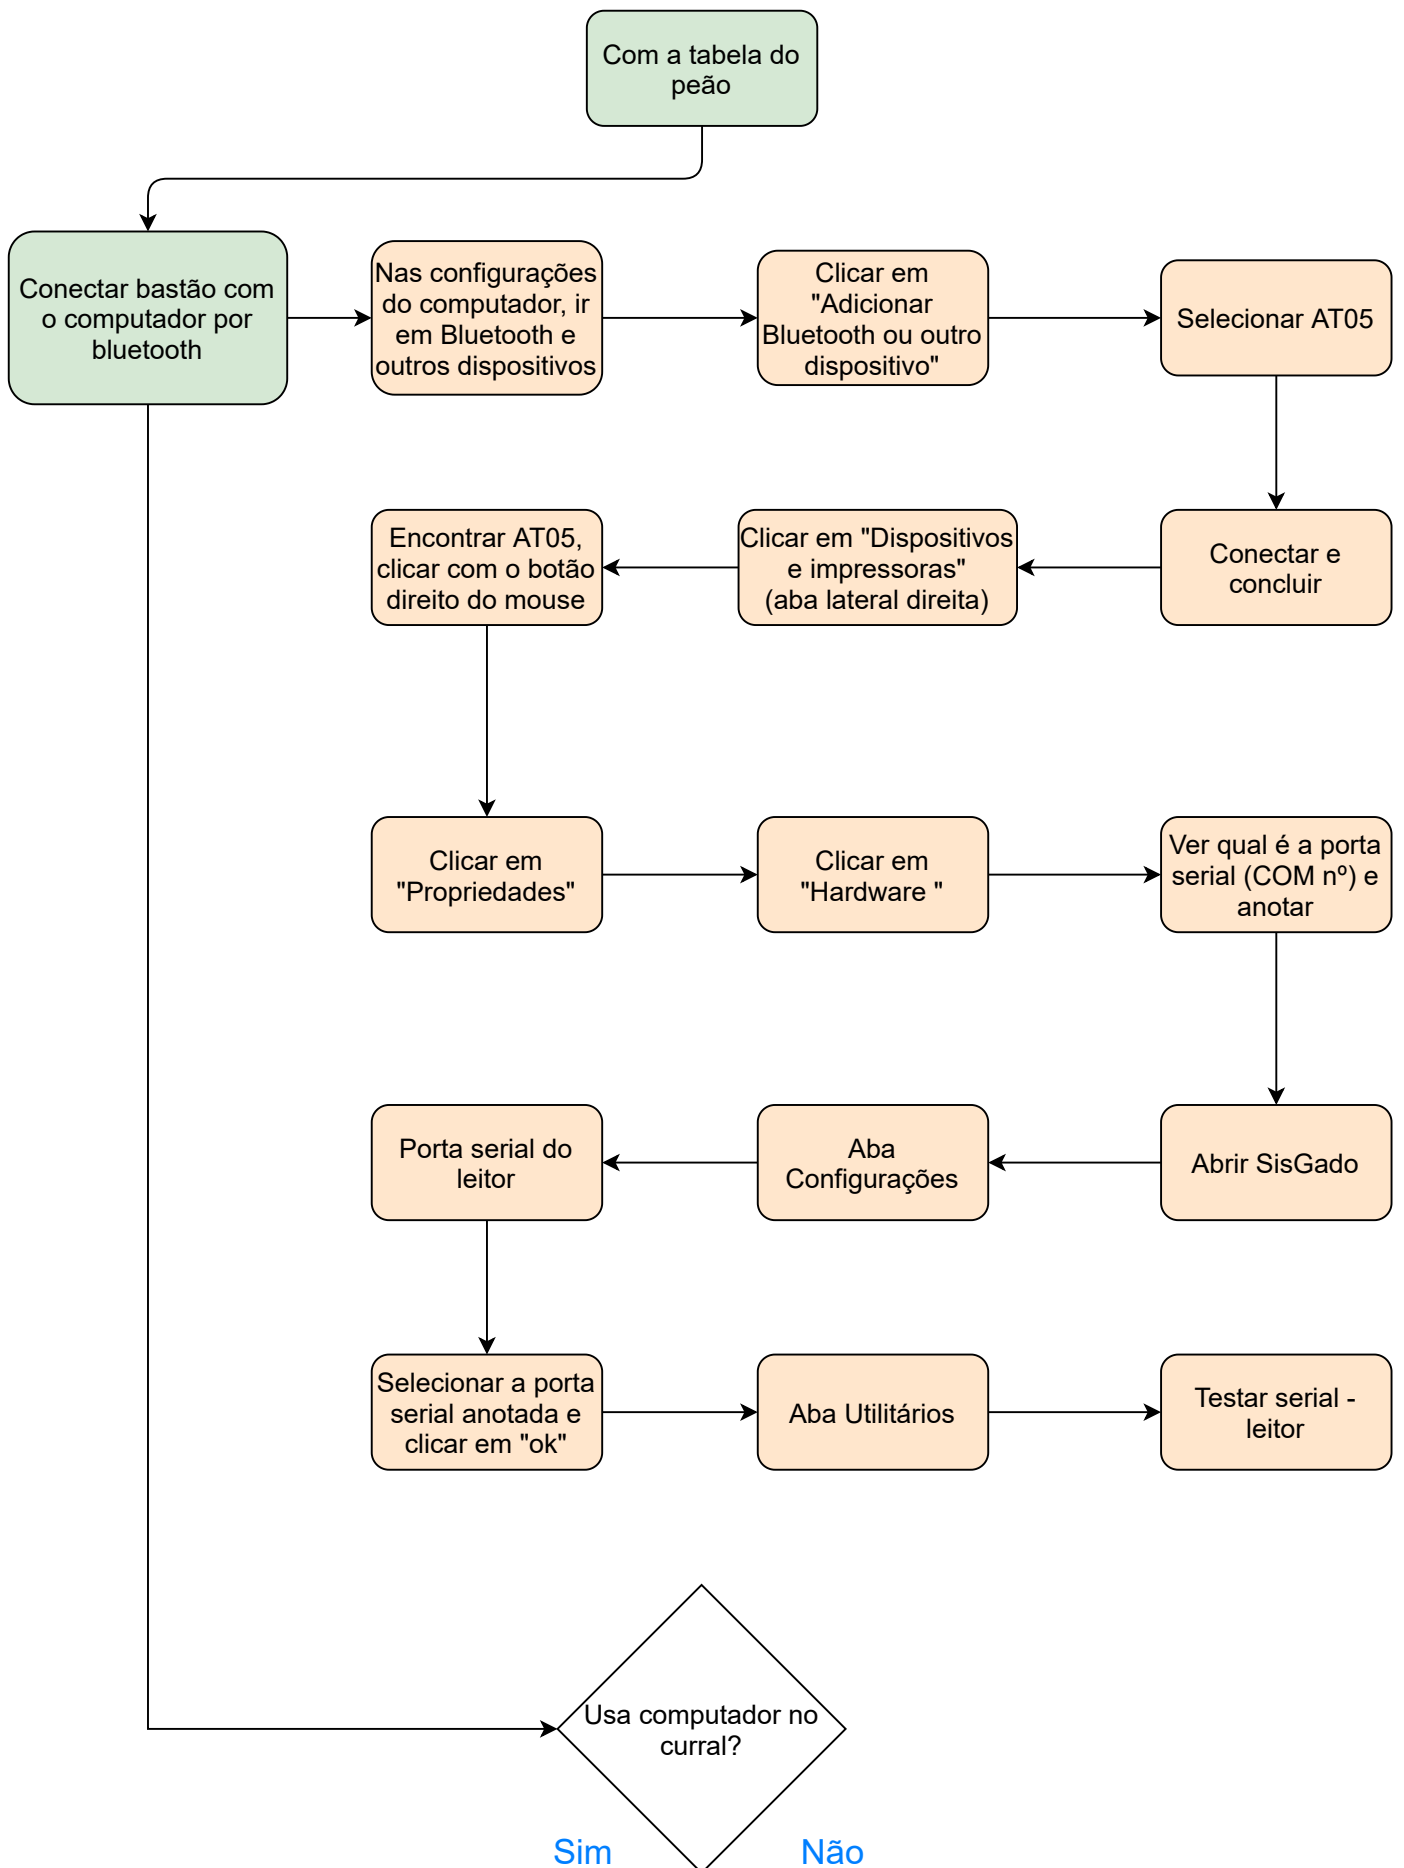 Com a tabela do
peão
Conectar bastão com
o computador por
bluetooth
Nas configurações
do computador, ir
em Bluetooth e
outros dispositivos
Clicar em
"Adicionar
Bluetooth ou outro
dispositivo"
Selecionar AT05
Encontrar AT05,
clicar com o botão
direito do mouse
Clicar em "Dispositivos
e impressoras"
(aba lateral direita)
Conectar e
concluir
Clicar em
"Propriedades"
Clicar em
"Hardware "
Ver qual é a porta
serial (COM nº) e
anotar
Porta serial do
leitor
Aba
Configurações
Abrir SisGado
Selecionar a porta
serial anotada e
clicar em "ok"
Aba Utilitários
Testar serial -
leitor
Usa computador no
curral?
Sim
Não